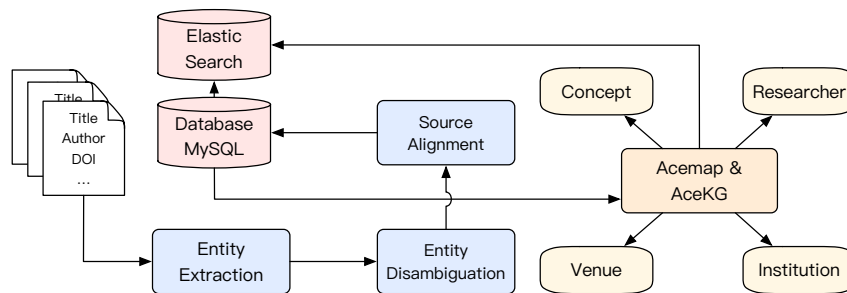 Elastic
Search
Title
Title
Author
DOI
...
Database
MySQL
Source
Alignment
Concept
Researcher
Acemap &
AceKG
Entity
Extraction
Entity
Disambiguation
Venue
Institution